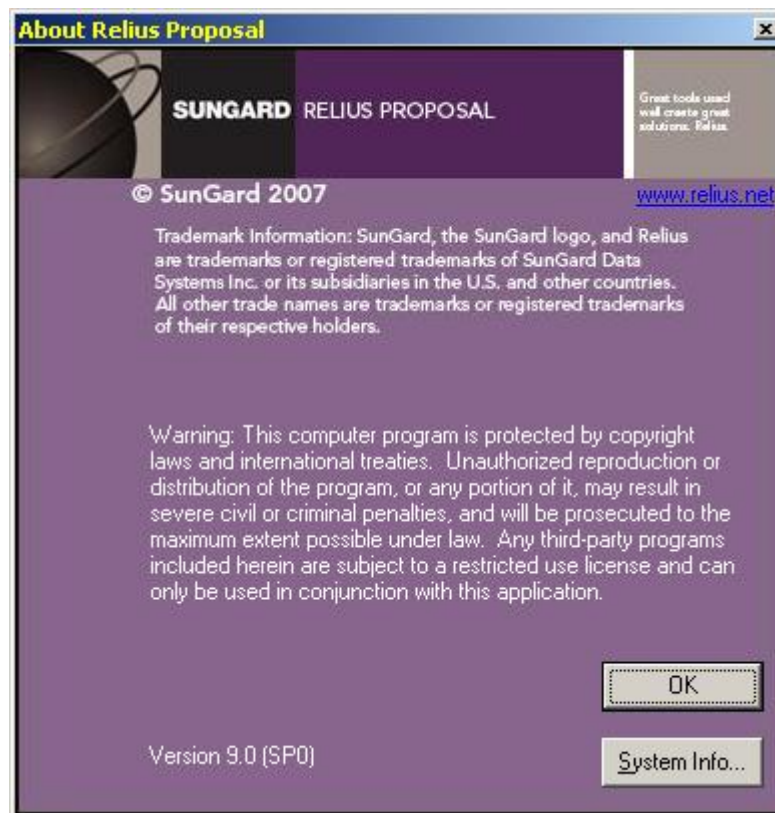 About Relius Proposal
SUNGARD RELIUS PROPOSAL
Great tools used
well create great
solutions. Relius.
© SunGard 2007
www.relius.net
Trademark Information: SunGard, the SunGard logo, and Relius
are trademarks or registered trademarks of SunGard Data
Systems Inc. or its subsidiaries in the U.S. and other countries.
All other trade names are trademarks or registered trademarks
of their respective holders.
Warning: This computer program is protected by copyright
laws and international treaties. Unauthorized reproduction or
distribution of the program, or any portion of it, may result in
severe civil or criminal penalties, and will be prosecuted to the
maximum extent possible under law. Any third-party programs
included herein are subject to a restricted use license and can
only be used in conjunction with this application.
OK
Version 9.0 (SP0)
System Info...